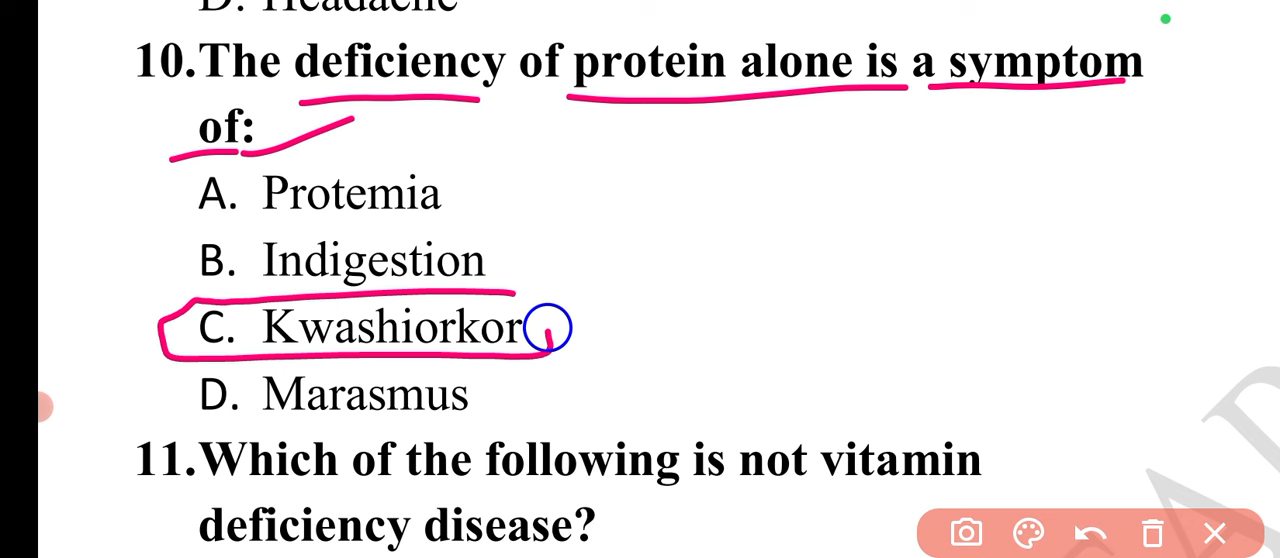 D. Headache
10.The deficiency of protein alone is a symptom
of:
A. Protemia
B. Indigestion
C. Kwashiorkor
D. Marasmus
11.Which of the following is not vitamin
deficiency disease?